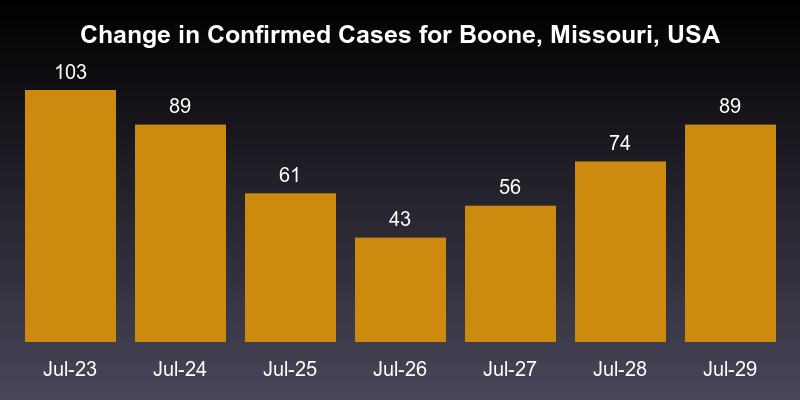 Change in Confirmed Cases for Boone, Missouri, USA
103
89
61
43
56
74
89
Jul-23
Jul-24
Jul-25
Jul-26
Jul-27
Jul-28
Jul-29